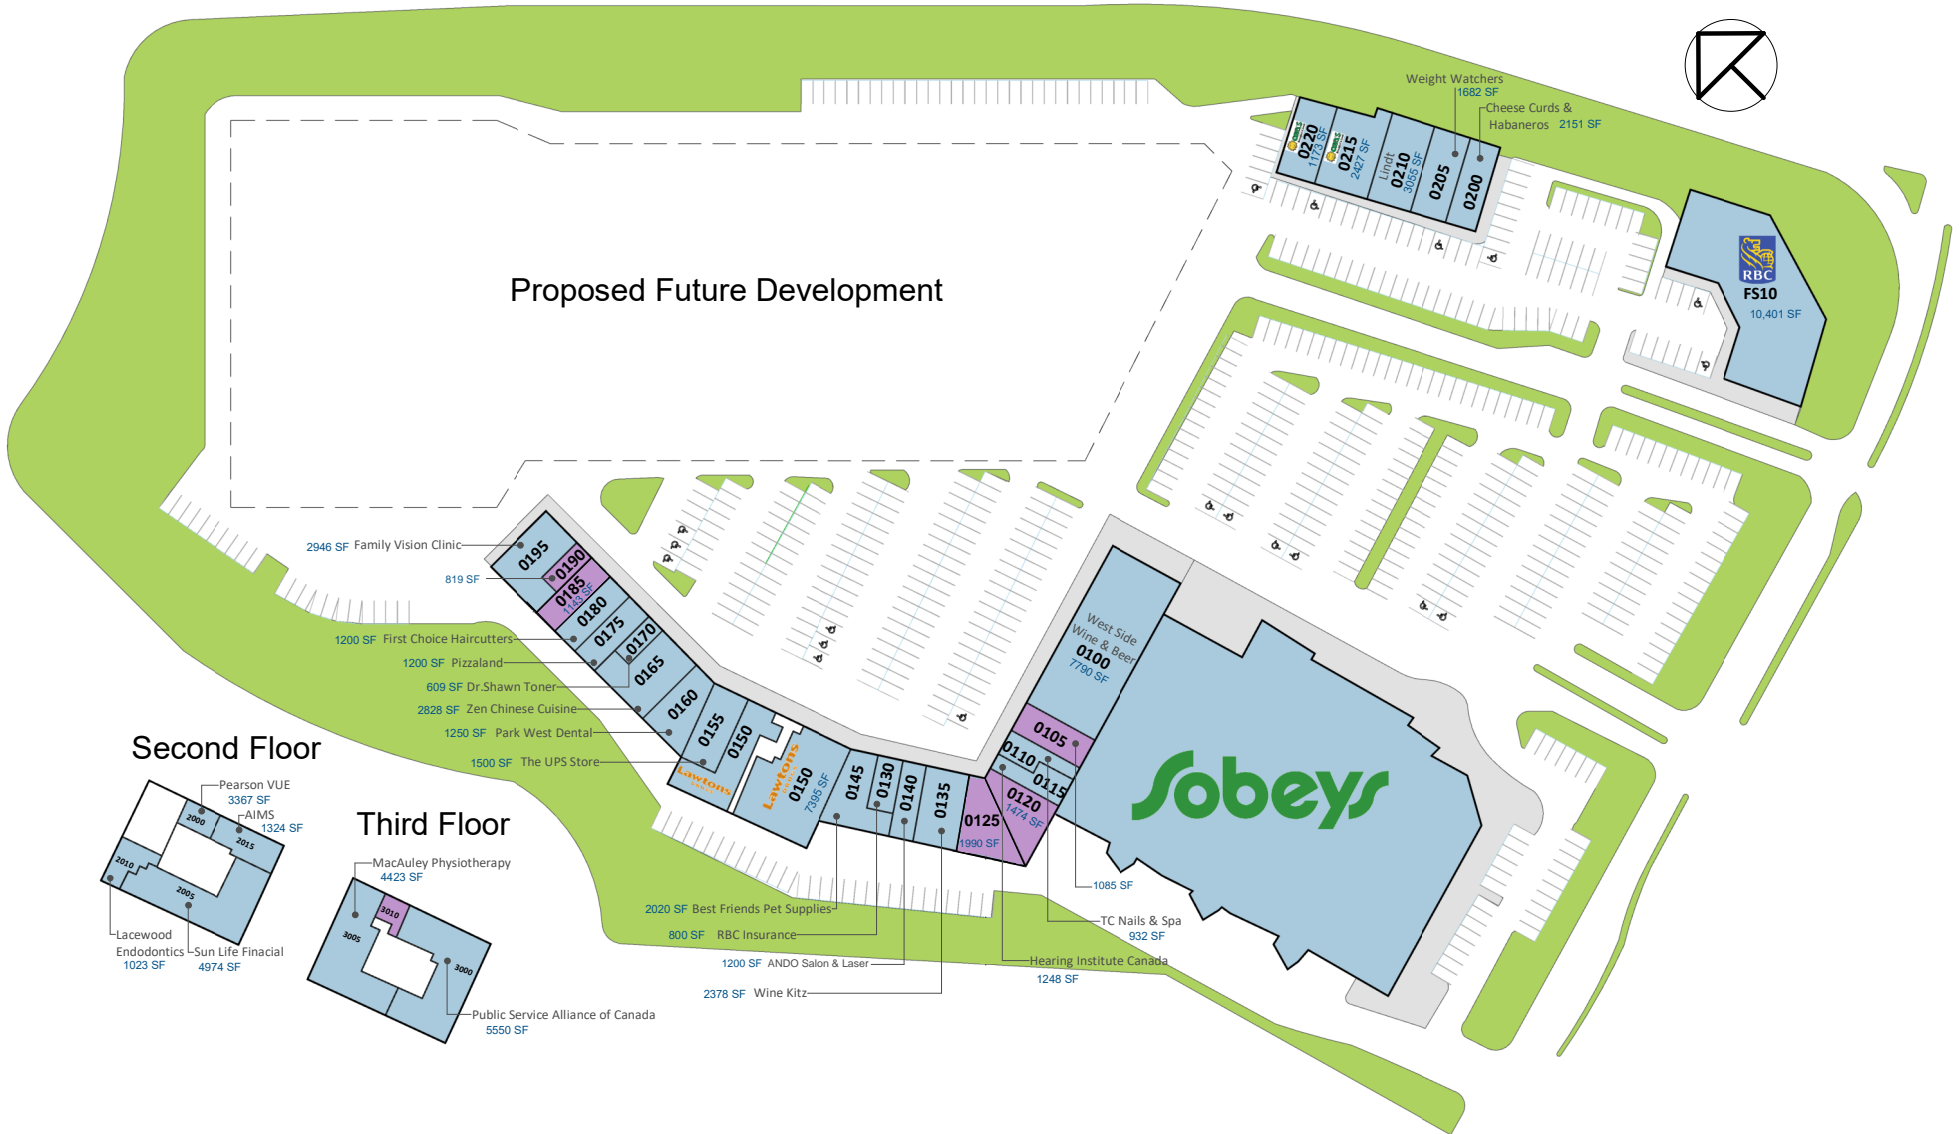 Weight Watchers
1682 SF
Cheese Curds &
Habaneros 2151 SF
0220
1173 SF
0215
2427 SF
Lindt
0210
3055 SF
0205
0200
RBC
FS10
10,401 SF
Proposed Future Development
2946 SF Family Vision Clinic
0195
819 SF
0190
0185
1143 SF
0180
1200 SF First Choice Haircutters
0175
1200 SF Pizzaland
0170
609 SF Dr.Shawn Toner
0165
2828 SF Zen Chinese Cuisine
0160
1250 SF Park West Dental
0155
1500 SF The UPS Store
0150
Lawtons
Lawtons
0150
7395 SF
0145
0130
0140
0135
0125
1990 SF
0120
1474 SF
0115
0110
0105
West Side
Wine & Beer
0100
7790 SF
Sobeys
1085 SF
TC Nails & Spa
932 SF
Hearing Institute Canada
1248 SF
2020 SF Best Friends Pet Supplies
800 SF RBC Insurance
1200 SF ANDO Salon & Laser
2378 SF Wine Kitz
Second Floor
Pearson VUE
3367 SF
AIMS
1324 SF
2000
2015
2010
2005
Lacewood
Endodontics
1023 SF
Sun Life Finacial
4974 SF
Third Floor
MacAuley Physiotherapy
4423 SF
3010
3005
3000
Public Service Alliance of Canada
5550 SF